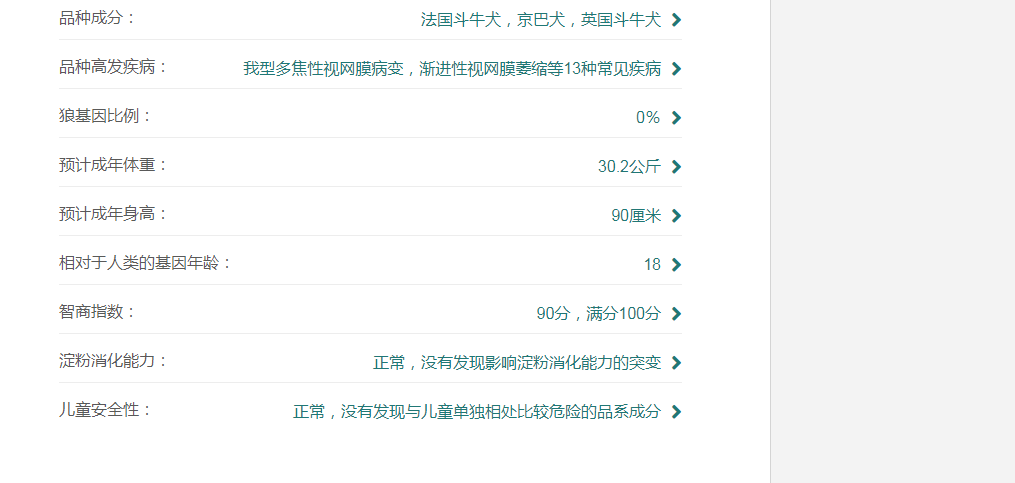 品种成分： 法国斗牛犬，京巴犬，英国斗牛犬
品种高发疾病： 我型多焦性视网膜病变，渐进性视网膜萎缩等13种常见疾病
狼基因比例： 0%
预计成年体重： 30.2公斤
预计成年身高： 90厘米
相对于人类的基因年龄： 18
智商指数： 90分，满分100分
淀粉消化能力： 正常，没有发现影响淀粉消化能力的突变
儿童安全性： 正常，没有发现与儿童单独相处比较危险的品系成分